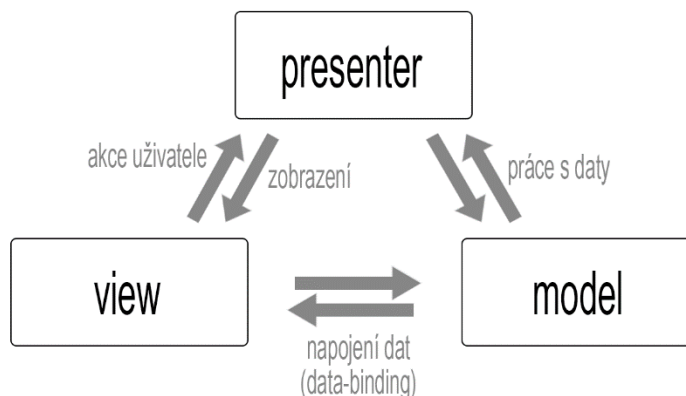 presenter
akce uživatele
zobrazení
práce s daty
view
model
napojení dat
(data-binding)